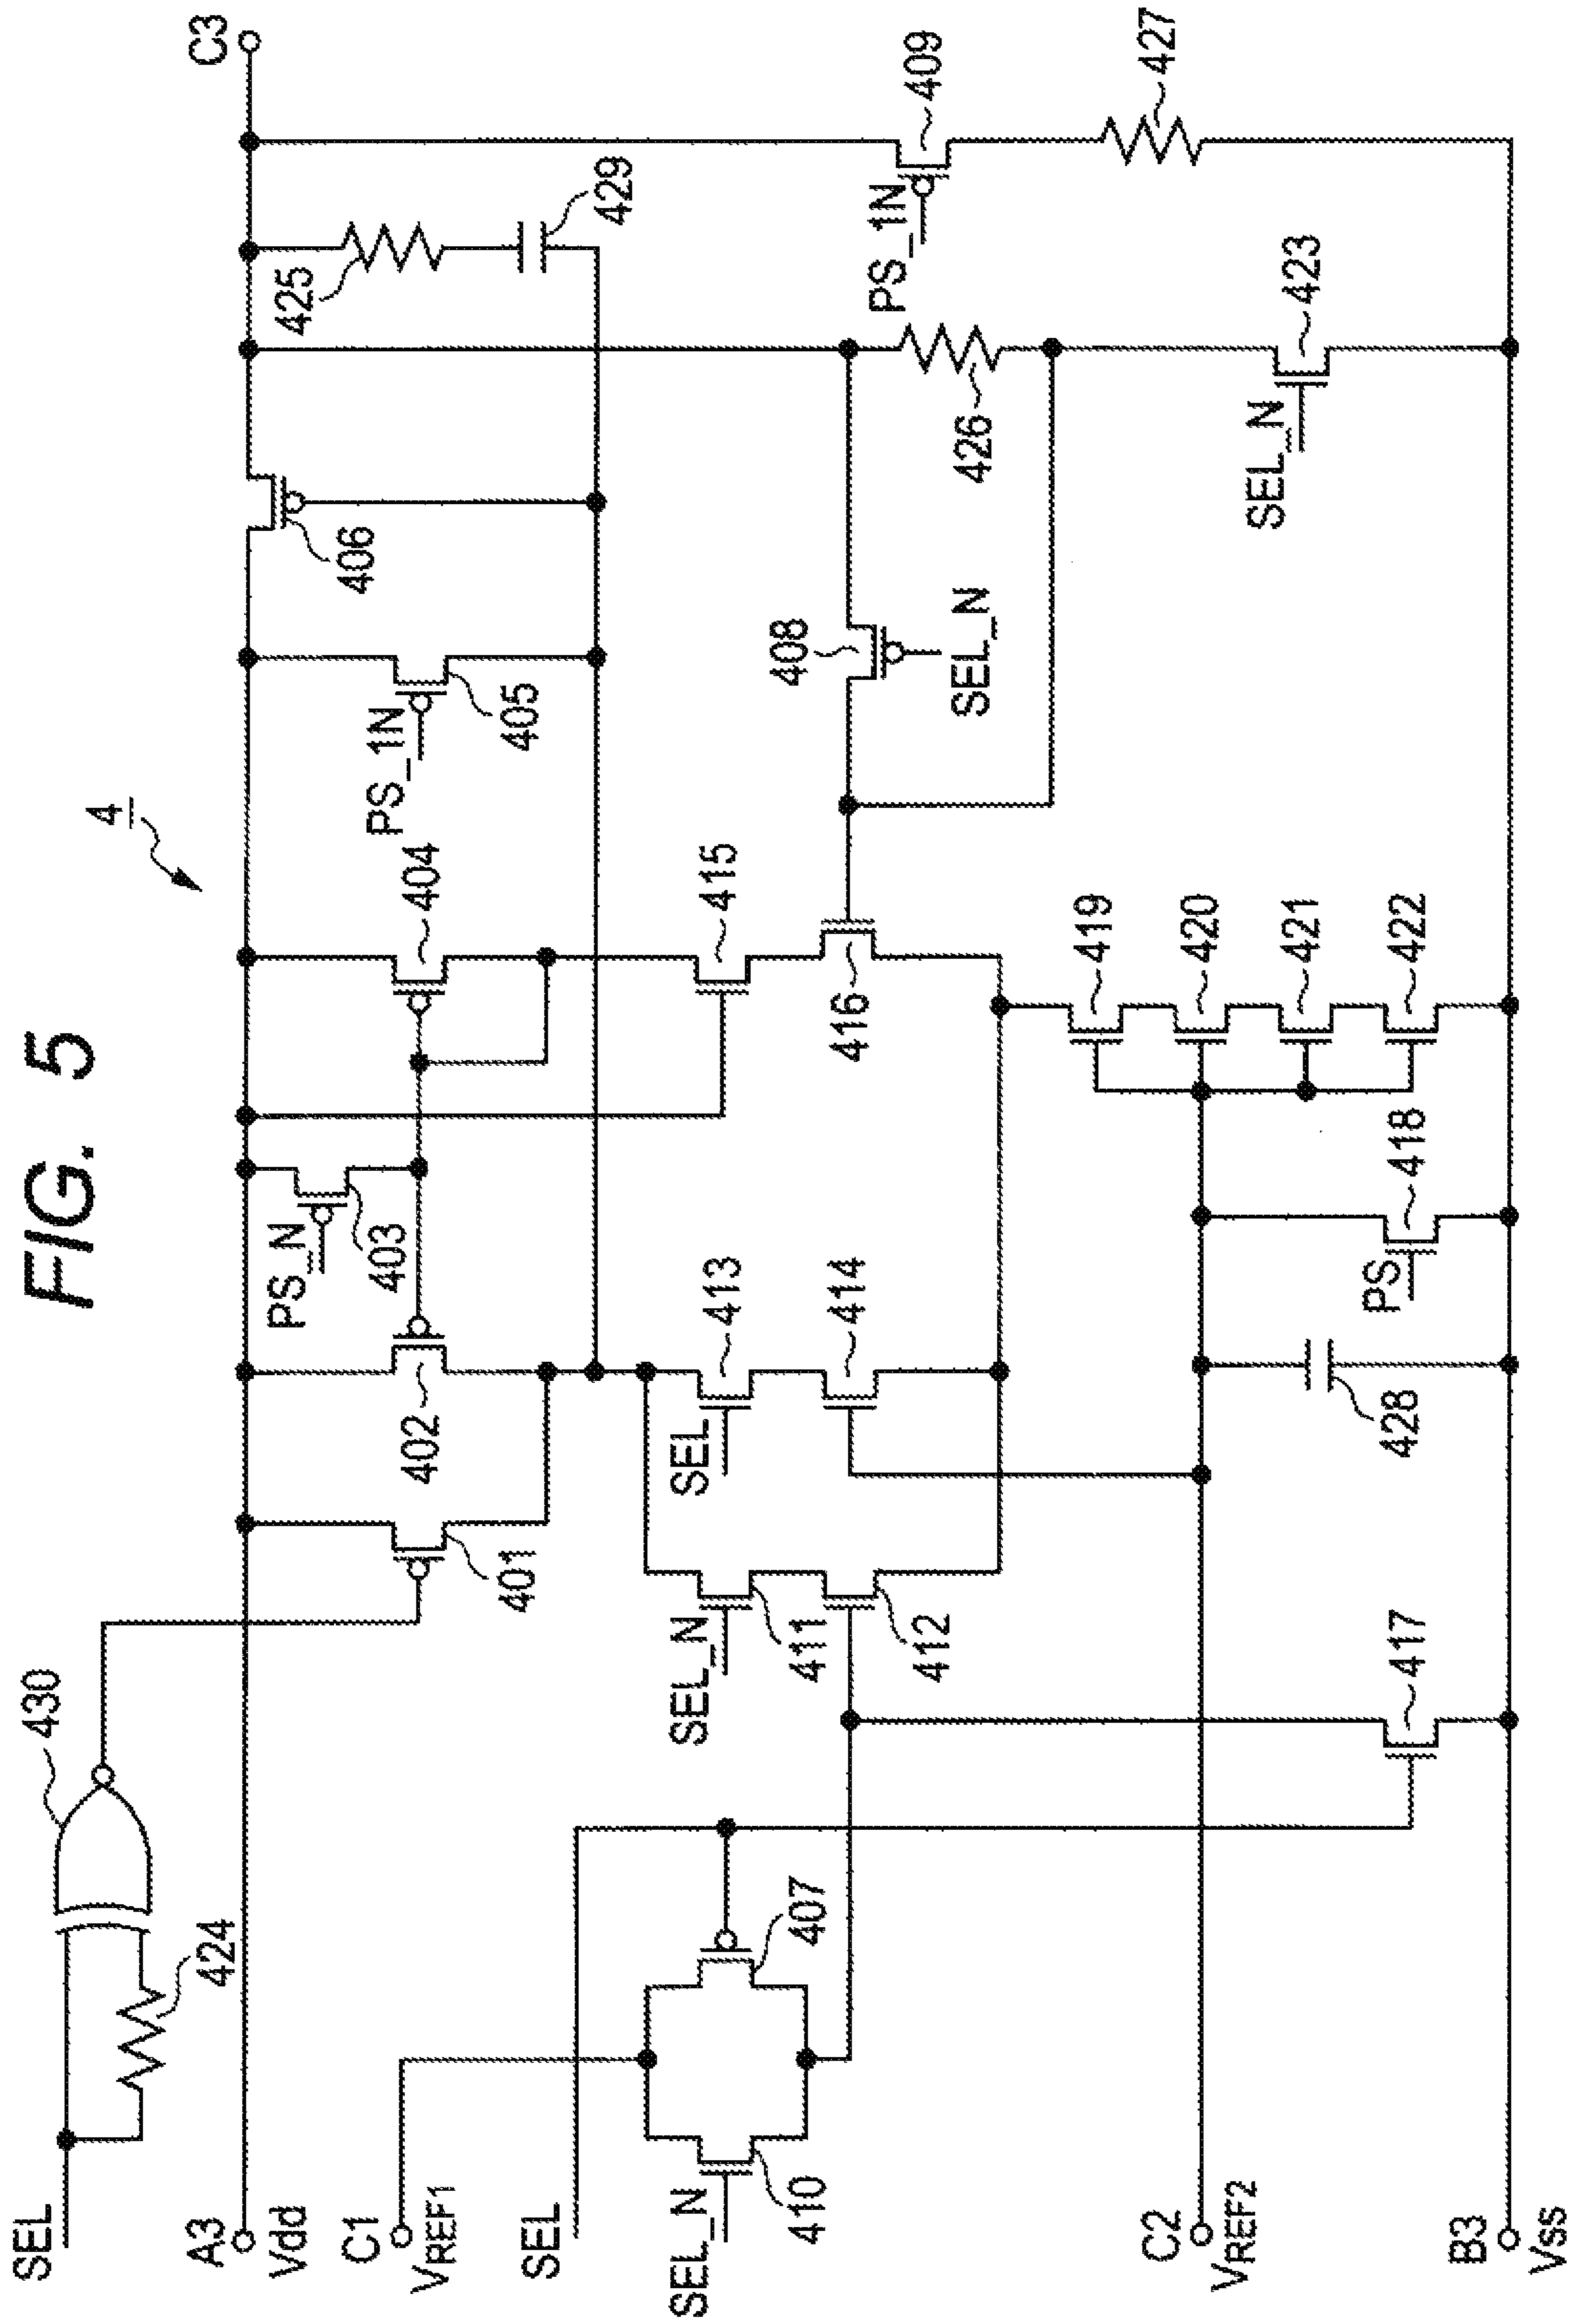 FIG. 5
4
SEL
430
424
A3
Vdd
C3
C1
VREF1
SEL
SEL_N
410
407
401
402
PS_N
403
404
PS_1N
405
406
425
429
SEL_N
411
412
SEL
413
414
415
416
408
SEL_N
426
PS_1N
409
427
SEL_N
423
417
C2
VREF2
428
PS
418
419
420
421
422
B3
Vss